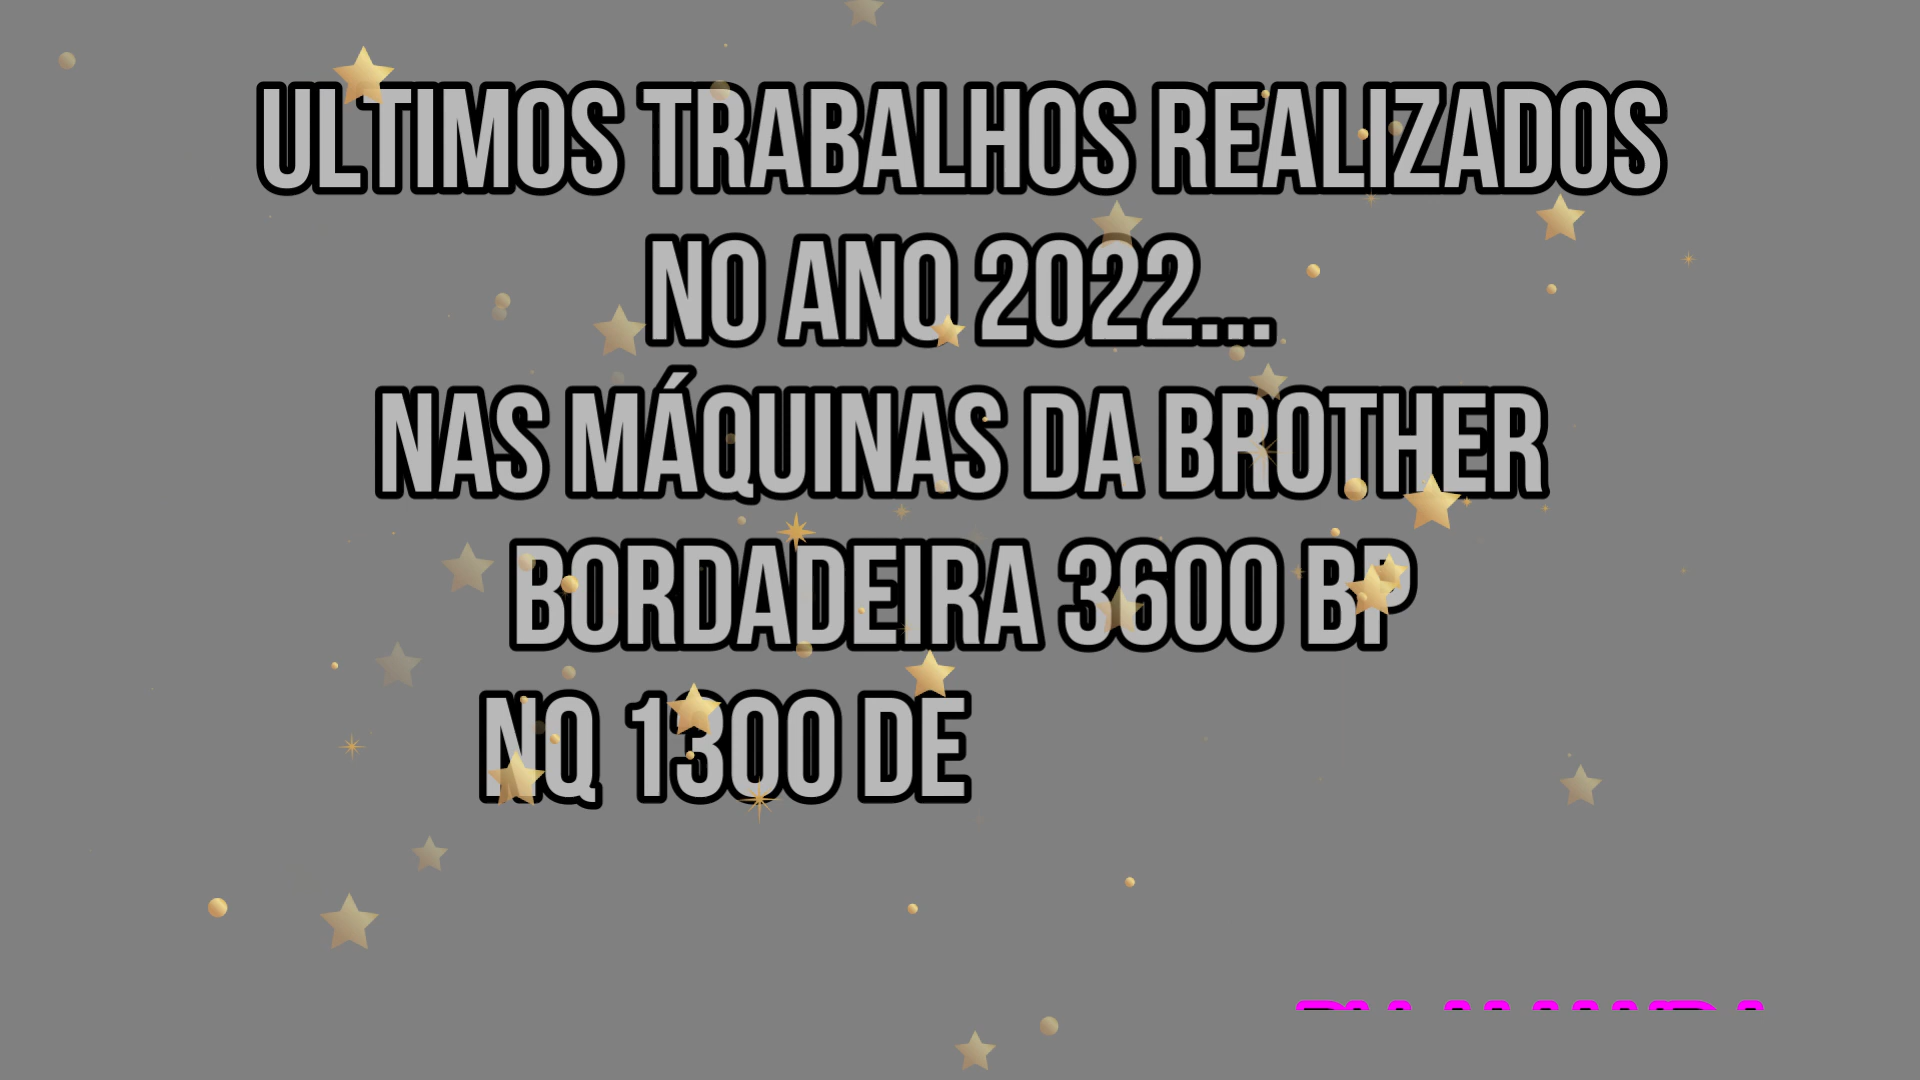 ULTIMOS TRABALHOS REALIZADOS
NO ANO 2022...
NAS MÁQUINAS DA BROTHER
BORDADEIRA 3600 BP
NQ 1300 DE